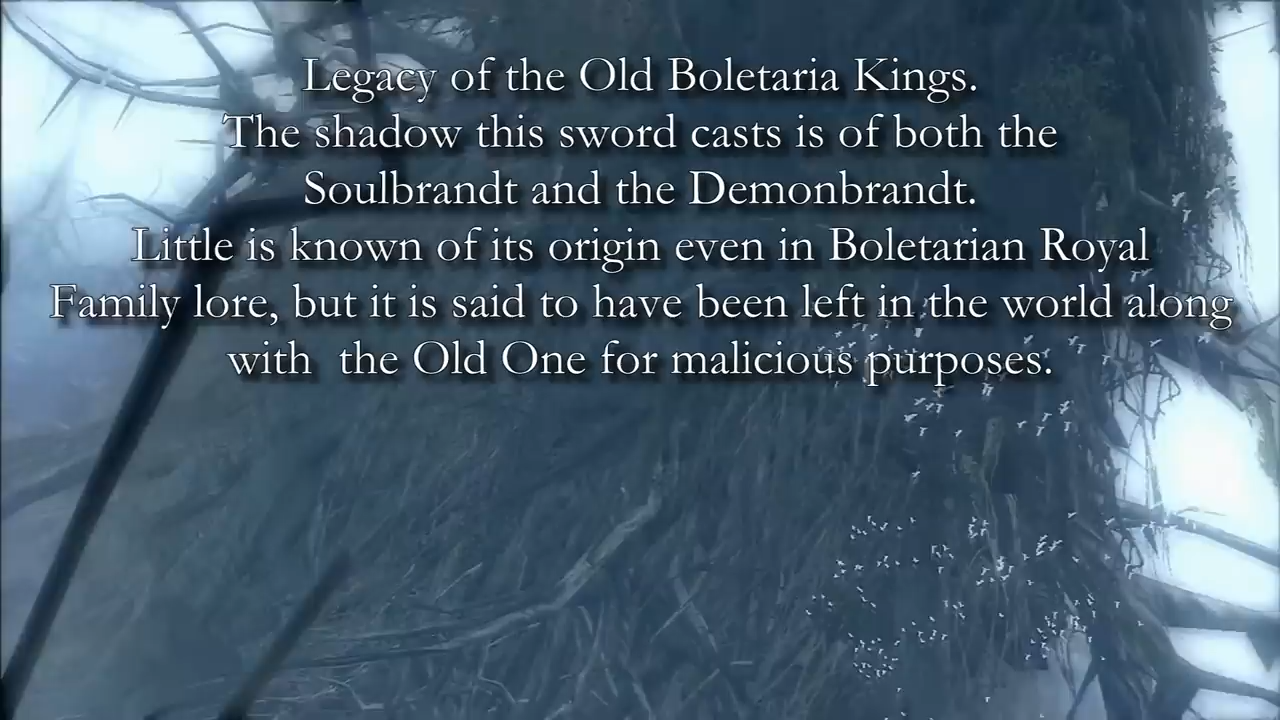 Legacy of the Old Boletaria Kings.
The shadow this sword casts is of both the
Soulbrandt and the Demonbrandt.
Little is known of its origin even in Boletarian Royal
Family lore, but it is said to have been left in the world along
with  the Old One for malicious purposes.